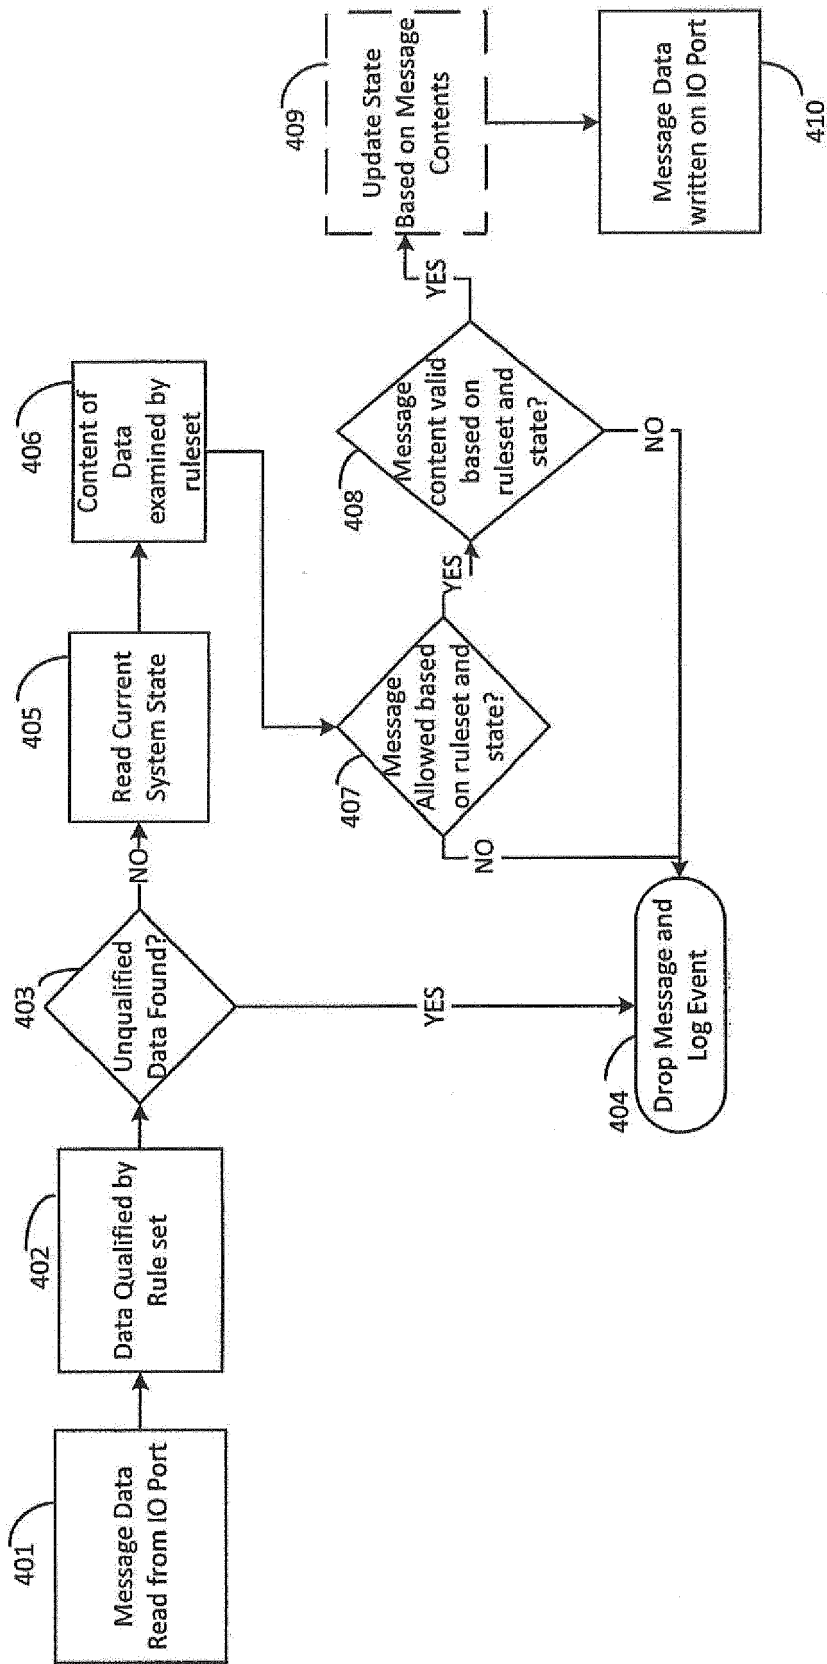 401
Message Data
Read from IO Port
402
Data Qualified by
Rule set
403
Unqualified
Data Found?
NO
YES
404
Drop Message and
Log Event
405
Read Current
System State
406
Content of
Data
examined by
ruleset
407
Message
Allowed based
on ruleset and
state?
NO
YES
408
Message
content valid
based on
ruleset and
state?
NO
YES
409
Update State
Based on Message
Contents
Message Data
written on IO Port
410